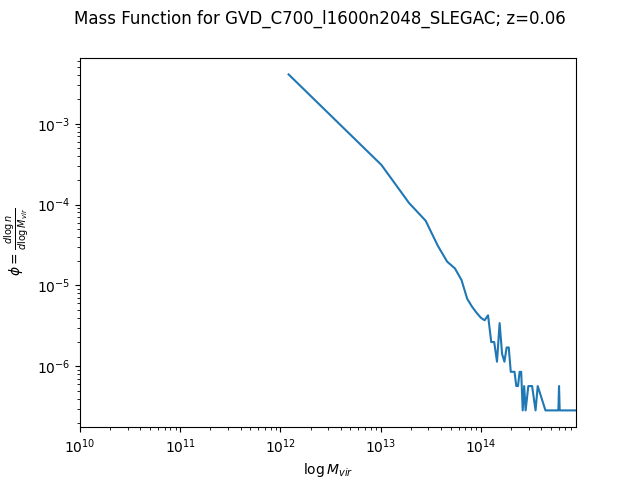 Mass Function for GVD_C700_l1600n2048_SLEGAC; z=0.06
10⁻³
10⁻⁴
10⁻⁵
10⁻⁶
ϕ = d log n / d log M_vir
10¹⁰ 10¹¹ 10¹² 10¹³ 10¹⁴
log M_vir